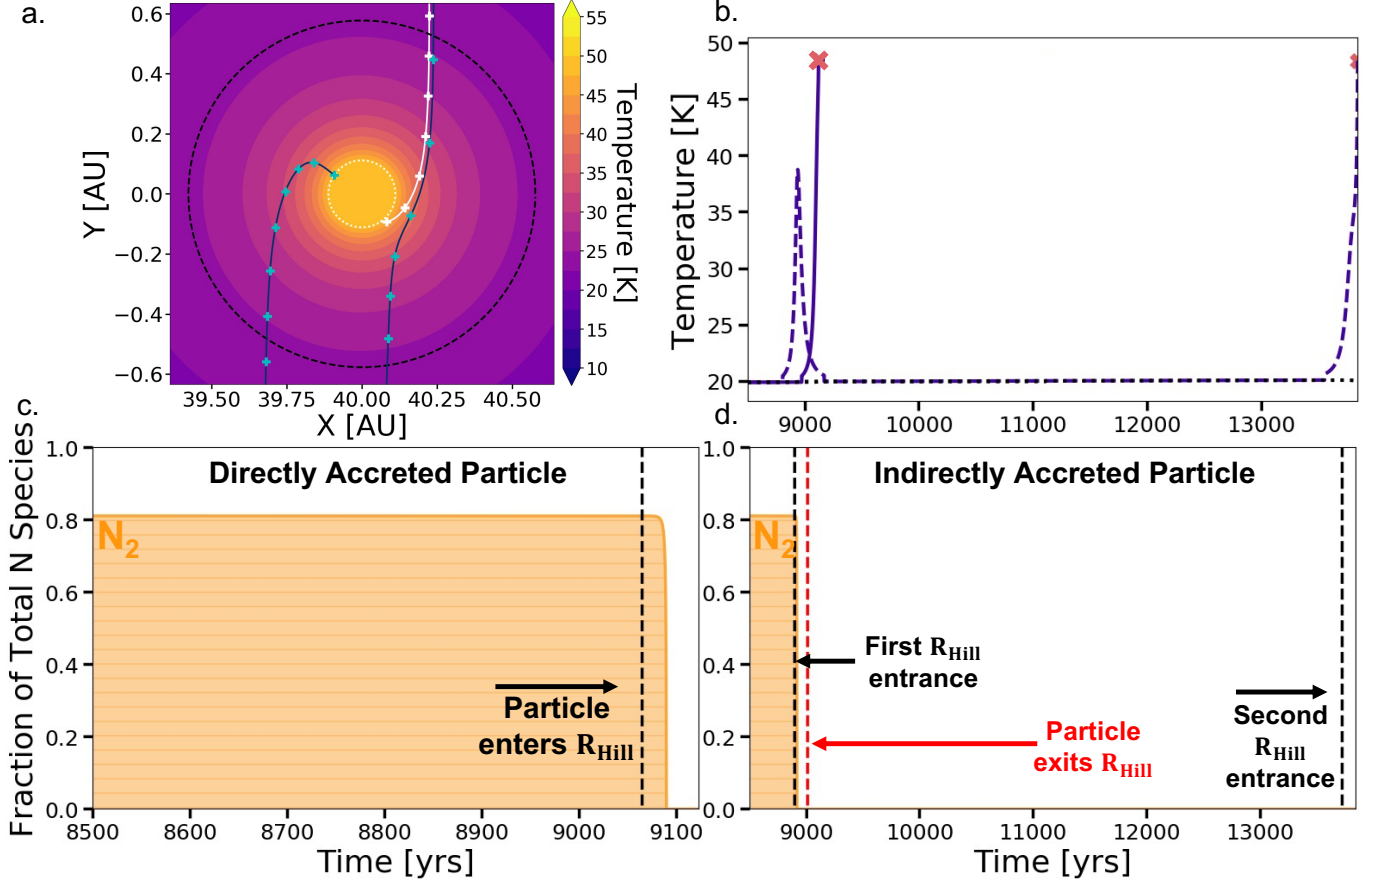 a.
0.6
0.4
0.2
0.0
−0.2
−0.4
−0.6
Y [AU]
39.50 39.75 40.00 40.25 40.50
X [AU]
55
50
45
40
35
30
25
20
15
10
Temperature [K]
b.
50
45
40
35
30
25
20
Temperature [K]
9000 10000 11000 12000 13000
c.
Fraction of Total N Species
1.0
0.8
0.6
0.4
0.2
0.0
Directly Accreted Particle
N2
Particle
enters RHill
8500 8600 8700 8800 8900 9000 9100
Time [yrs]
d.
1.0
0.8
0.6
0.4
0.2
0.0
Indirectly Accreted Particle
N2
First RHill
entrance
Particle
exits RHill
Second
RHill
entrance
9000 10000 11000 12000 13000
Time [yrs]